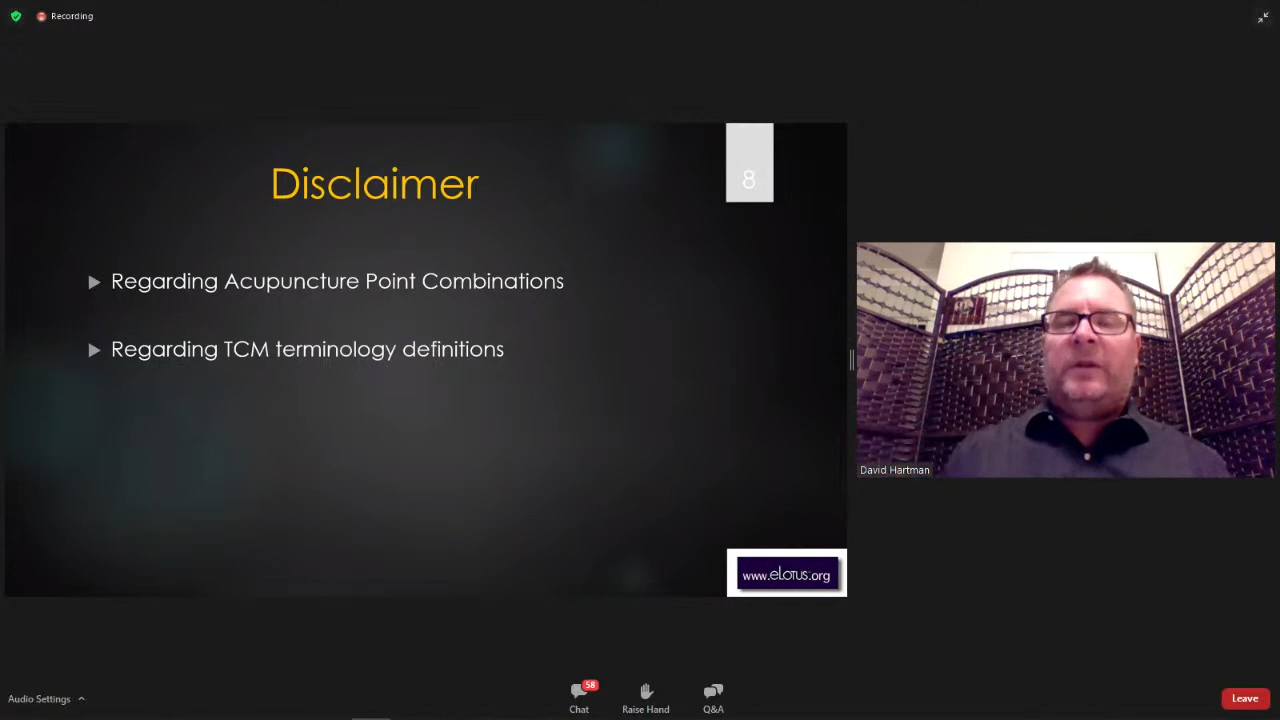 Recording
Disclaimer
8
Regarding Acupuncture Point Combinations
Regarding TCM terminology definitions
David Hartman
www.eLotus.org
Audio Settings
58
Chat
Raise Hand
Q&A
Leave